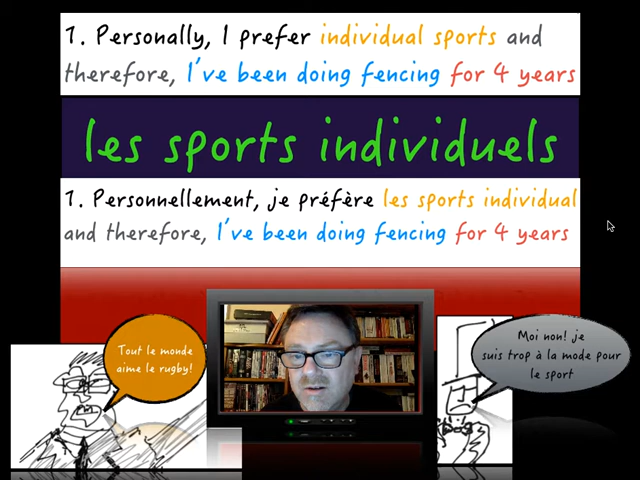 1. Personally, I prefer individual sports and
therefore, I've been doing fencing for 4 years
les sports individuels
1. Personnellement, je préfère les sports individual
and therefore, I've been doing fencing for 4 years
Tout le monde
aime le rugby!
Moi non! je
suis trop à la mode pour
le sport